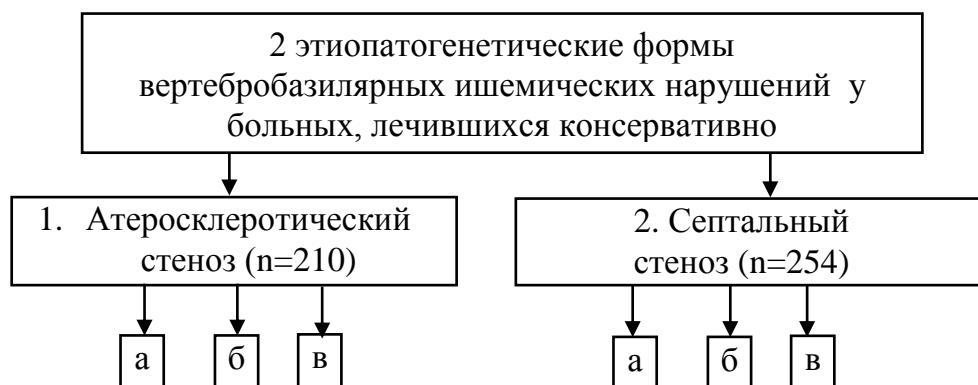 2 этиопатогенетические формы
вертебробазилярных ишемических нарушений у
больных, лечившихся консервативно
1. Атеросклеротический
стеноз (n=210)
2. Септальный
стеноз (n=254)
а
б
в
а
б
в